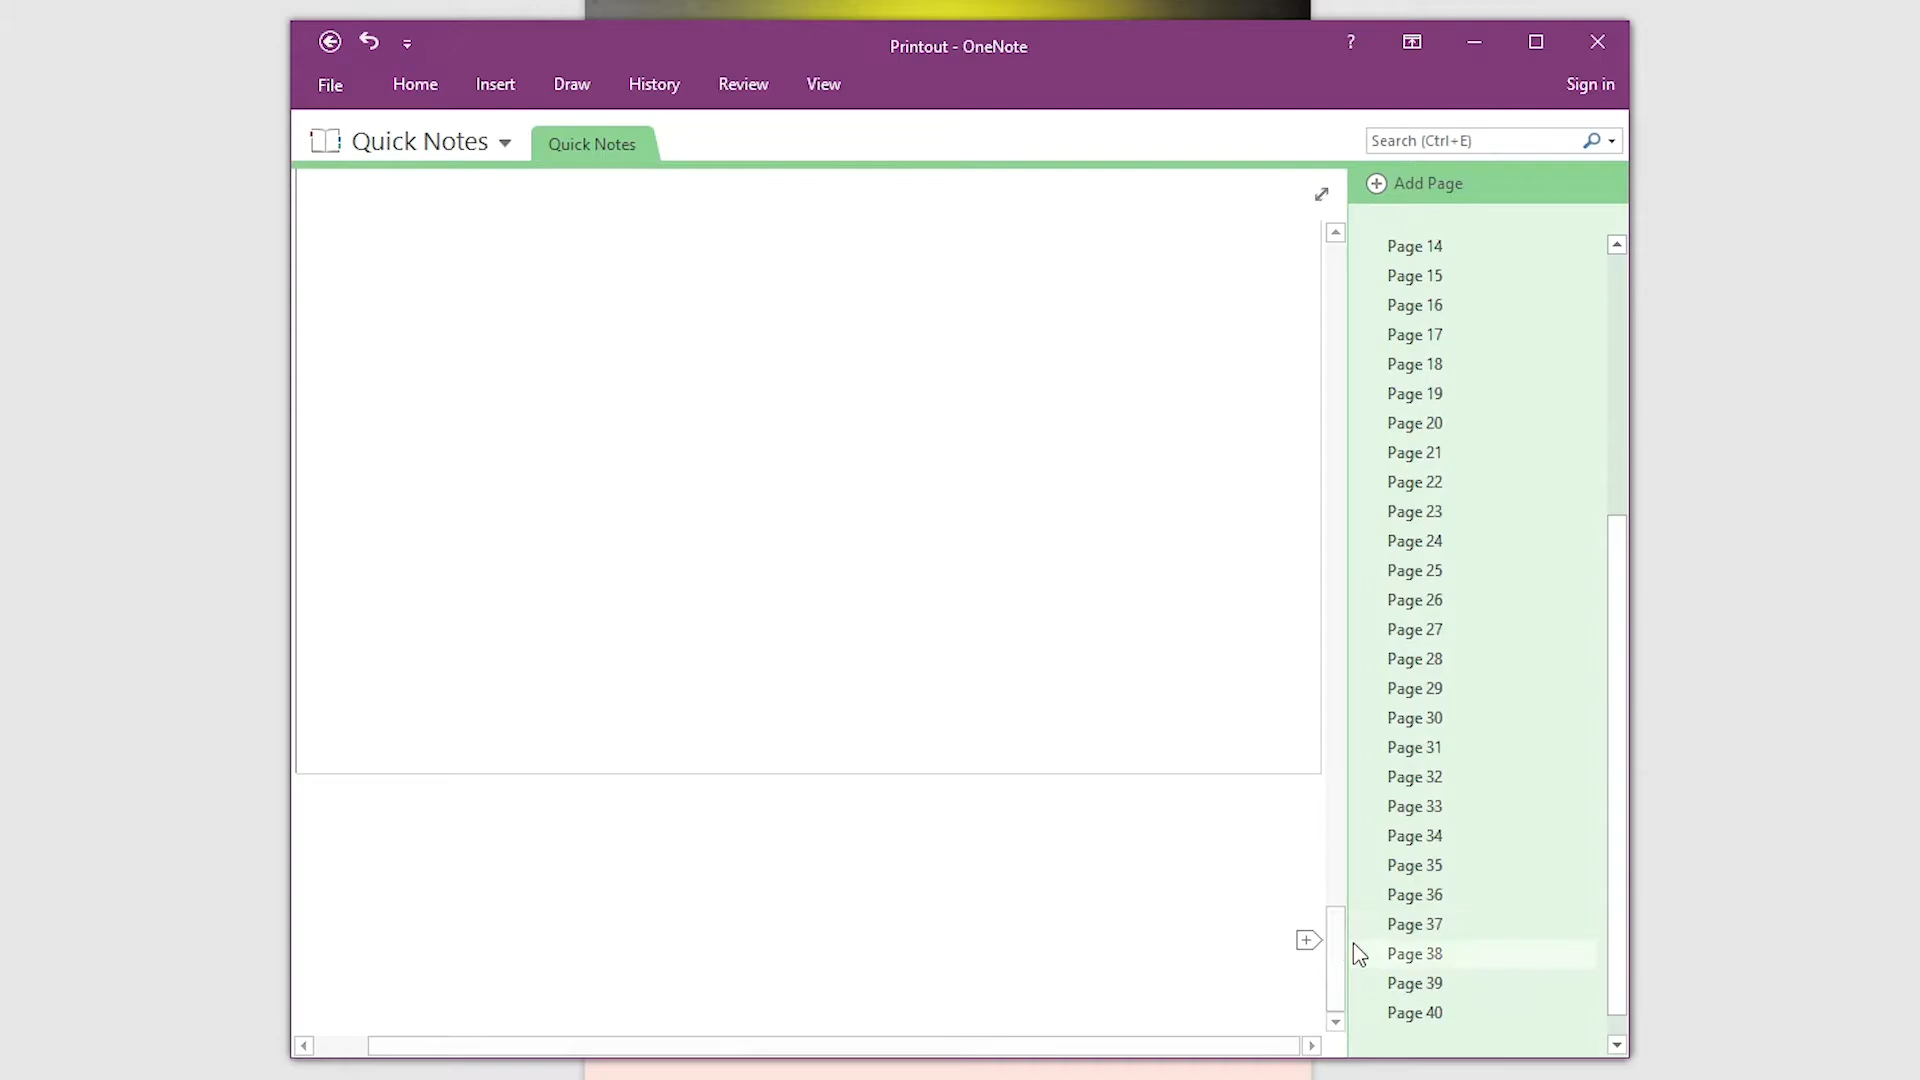 Printout - OneNote
?
File Home Insert Draw History Review View Sign in
Quick Notes
Quick Notes
Search (Ctrl+E)
Add Page
Page 14
Page 15
Page 16
Page 17
Page 18
Page 19
Page 20
Page 21
Page 22
Page 23
Page 24
Page 25
Page 26
Page 27
Page 28
Page 29
Page 30
Page 31
Page 32
Page 33
Page 34
Page 35
Page 36
Page 37
Page 38
Page 39
Page 40